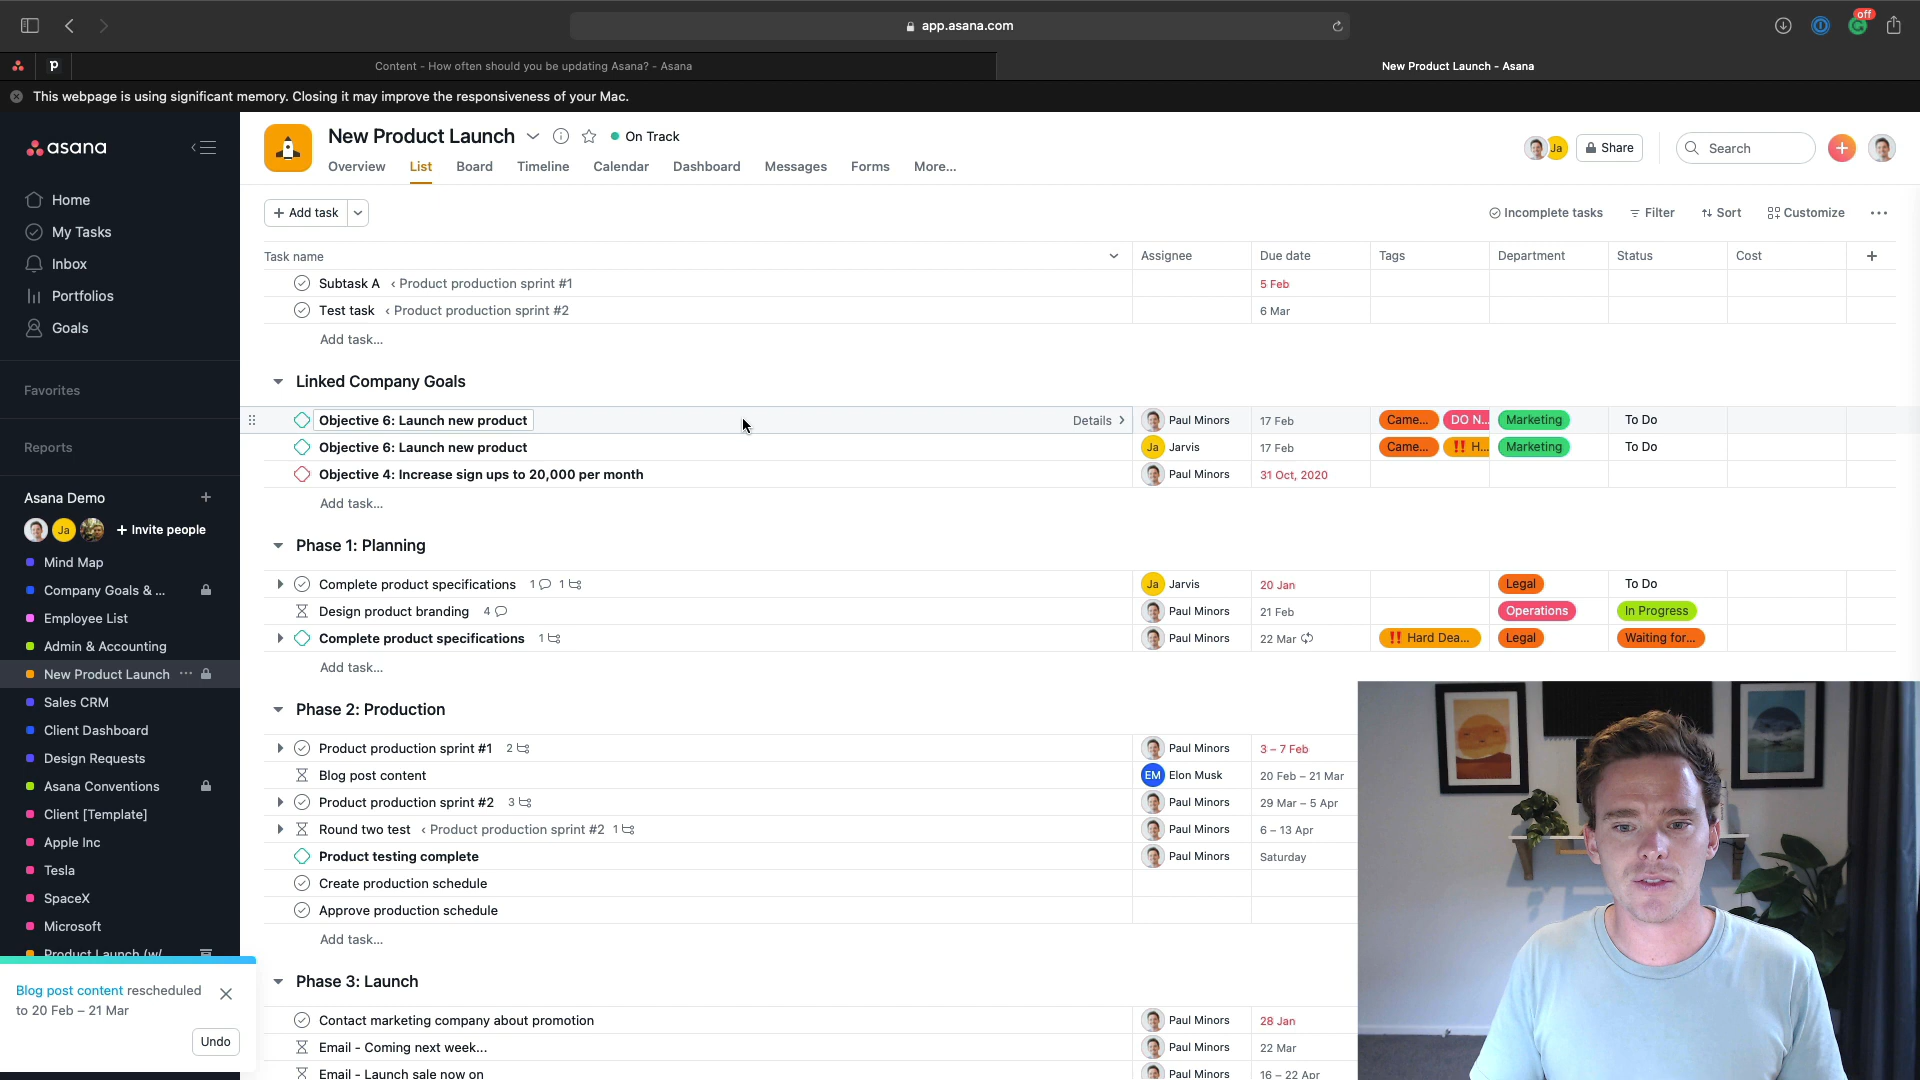 off
app.asana.com
p
Content - How often should you be updating Asana? - Asana
New Product Launch - Asana
This webpage is using significant memory. Closing it may improve the responsiveness of your Mac.
asana
Home
My Tasks
Inbox
Portfolios
Goals
Favorites
Reports
Asana Demo
Ja
Invite people
Mind Map
Company Goals & ...
Employee List
Admin & Accounting
New Product Launch
Sales CRM
Client Dashboard
Design Requests
Asana Conventions
Client [Template]
Apple Inc
Tesla
SpaceX
Microsoft
Product Launch (w/
Blog post content rescheduled
to 20 Feb – 21 Mar
Undo
New Product Launch On Track
Overview List Board Timeline Calendar Dashboard Messages Forms More...
Ja Share Search
Add task
Incomplete tasks Filter Sort Customize
Task name Assignee Due date Tags Department Status Cost
Subtask A ‹ Product production sprint #1 5 Feb
Test task ‹ Product production sprint #2 6 Mar
Add task...
Linked Company Goals
Objective 6: Launch new product Details Paul Minors 17 Feb Came... DO N... Marketing To Do
Objective 6: Launch new product Ja Jarvis 17 Feb Came... ‼ H... Marketing To Do
Objective 4: Increase sign ups to 20,000 per month Paul Minors 31 Oct, 2020
Add task...
Phase 1: Planning
Complete product specifications 1 1 Ja Jarvis 20 Jan Legal To Do
Design product branding 4 Paul Minors 21 Feb Operations In Progress
Complete product specifications 1 Paul Minors 22 Mar ‼ Hard Dea... Legal Waiting for...
Add task...
Phase 2: Production
Product production sprint #1 2 Paul Minors 3 – 7 Feb
Blog post content EM Elon Musk 20 Feb – 21 Mar
Product production sprint #2 3 Paul Minors 29 Mar – 5 Apr
Round two test ‹ Product production sprint #2 1 Paul Minors 6 – 13 Apr
Product testing complete Paul Minors Saturday
Create production schedule
Approve production schedule
Add task...
Phase 3: Launch
Contact marketing company about promotion Paul Minors 28 Jan
Email - Coming next week... Paul Minors 22 Mar
Email - Launch sale now on Paul Minors 16 – 22 Apr